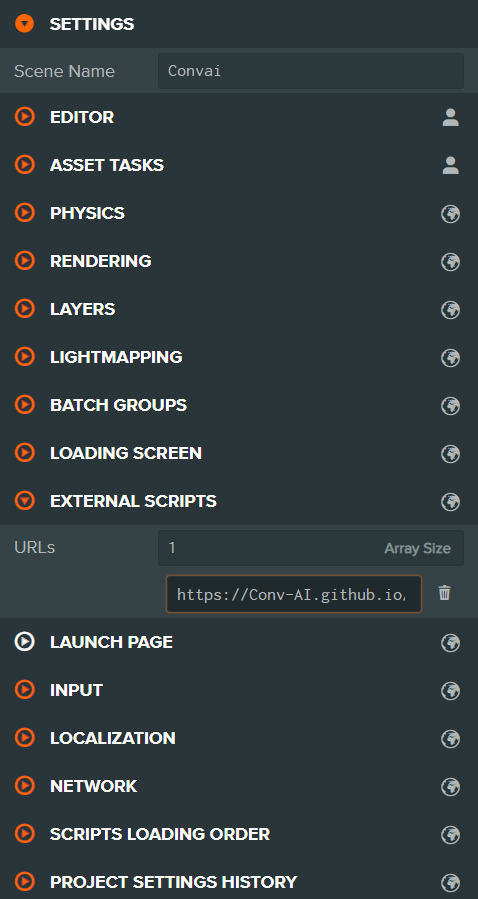 SETTINGS
Scene Name Convai
EDITOR
ASSET TASKS
PHYSICS
RENDERING
LAYERS
LIGHTMAPPING
BATCH GROUPS
LOADING SCREEN
EXTERNAL SCRIPTS
URLs 1 Array Size
https://Conv-AI.github.io/
LAUNCH PAGE
INPUT
LOCALIZATION
NETWORK
SCRIPTS LOADING ORDER
PROJECT SETTINGS HISTORY